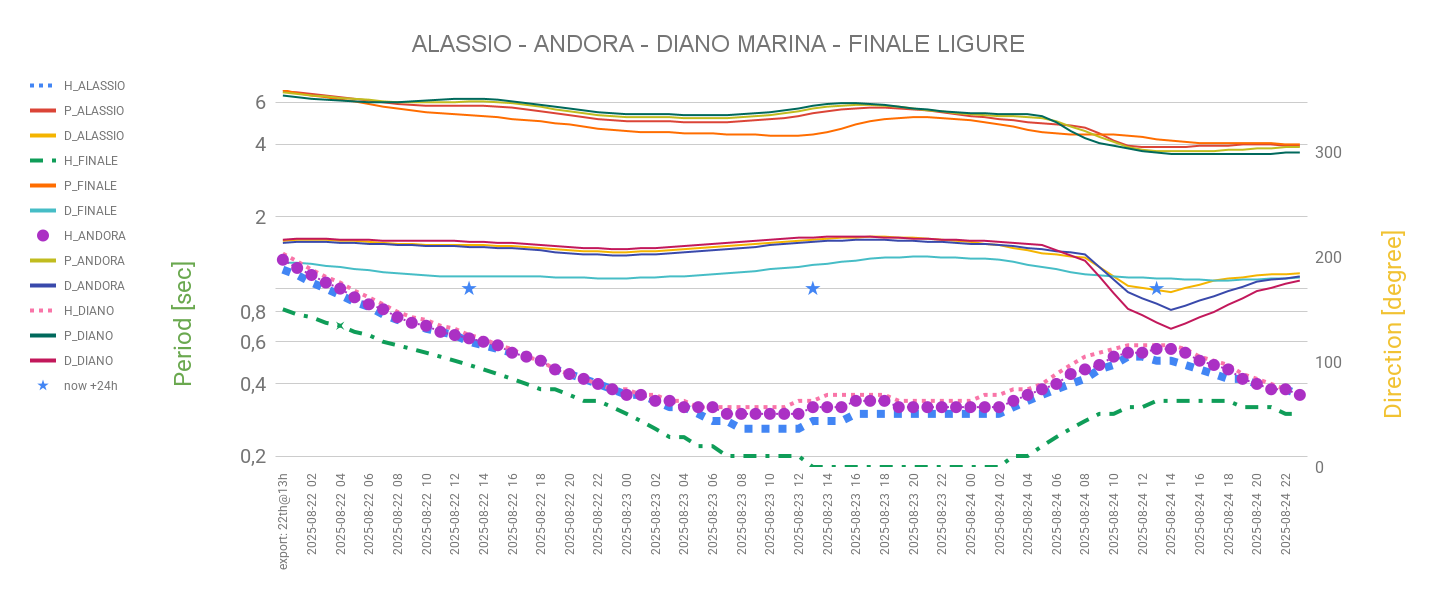 ALASSIO - ANDORA - DIANO MARINA - FINALE LIGURE
H_ALASSIO
P_ALASSIO
D_ALASSIO
H_FINALE
P_FINALE
D_FINALE
H_ANDORA
P_ANDORA
D_ANDORA
H_DIANO
P_DIANO
D_DIANO
now +24h
Period [sec]
6
4
2
0,8
0,6
0,4
0,2
300
200
100
0
Direction [degree]
export: 22th@13h
2025-08-22 02
2025-08-22 04
2025-08-22 06
2025-08-22 08
2025-08-22 10
2025-08-22 12
2025-08-22 14
2025-08-22 16
2025-08-22 18
2025-08-22 20
2025-08-22 22
2025-08-23 00
2025-08-23 02
2025-08-23 04
2025-08-23 06
2025-08-23 08
2025-08-23 10
2025-08-23 12
2025-08-23 14
2025-08-23 16
2025-08-23 18
2025-08-23 20
2025-08-23 22
2025-08-24 00
2025-08-24 02
2025-08-24 04
2025-08-24 06
2025-08-24 08
2025-08-24 10
2025-08-24 12
2025-08-24 14
2025-08-24 16
2025-08-24 18
2025-08-24 20
2025-08-24 22